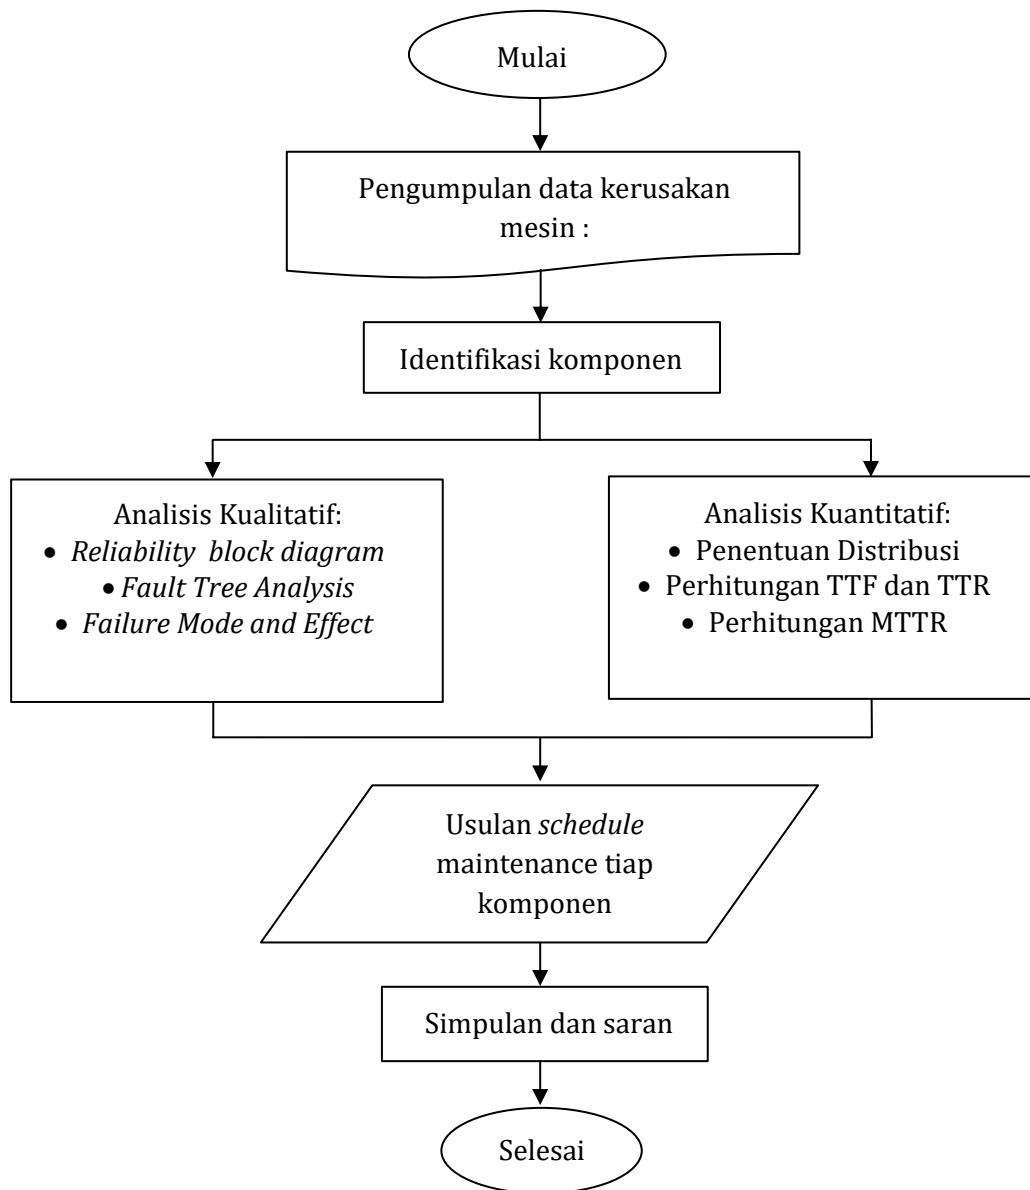 Mulai
Pengumpulan data kerusakan
mesin :
Identifikasi komponen
Analisis Kualitatif:
• Reliability block diagram
• Fault Tree Analysis
• Failure Mode and Effect
Analisis Kuantitatif:
• Penentuan Distribusi
• Perhitungan TTF dan TTR
• Perhitungan MTTR
Usulan schedule
maintenance tiap
komponen
Simpulan dan saran
Selesai